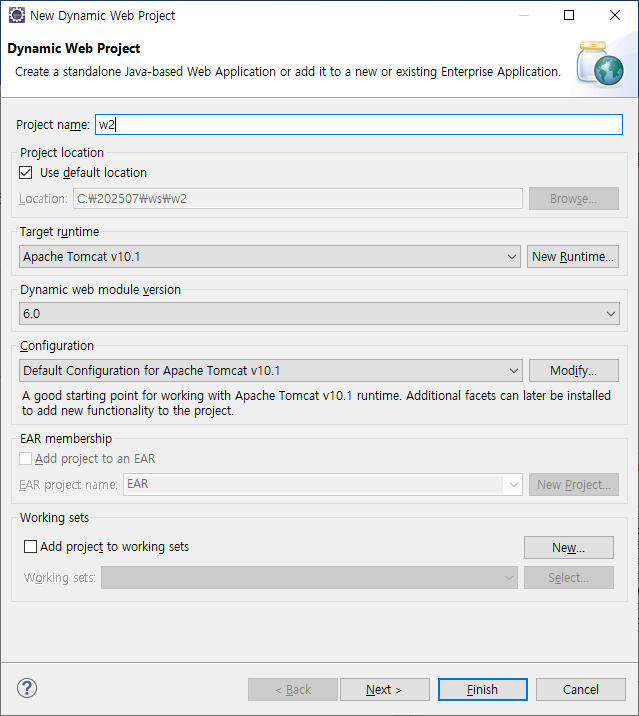 New Dynamic Web Project
Dynamic Web Project
Create a standalone Java-based Web Application or add it to a new or existing Enterprise Application.
Project name: w2
Project location
Use default location
Location: C:₩202507₩ws₩w2 Browse...
Target runtime
Apache Tomcat v10.1 New Runtime...
Dynamic web module version
6.0
Configuration
Default Configuration for Apache Tomcat v10.1 Modify...
A good starting point for working with Apache Tomcat v10.1 runtime. Additional facets can later be installed
to add new functionality to the project.
EAR membership
Add project to an EAR
EAR project name: EAR New Project...
Working sets
Add project to working sets New...
Working sets: Select...
? < Back Next > Finish Cancel